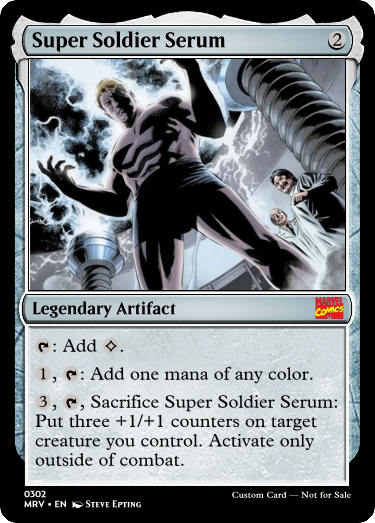 Super Soldier Serum 2
Legendary Artifact MARVEL COMICS
: Add .
1, : Add one mana of any color.
3, , Sacrifice Super Soldier Serum:
Put three +1/+1 counters on target
creature you control. Activate only
outside of combat.
0302
MRV • EN Steve Epting
Custom Card — Not for Sale